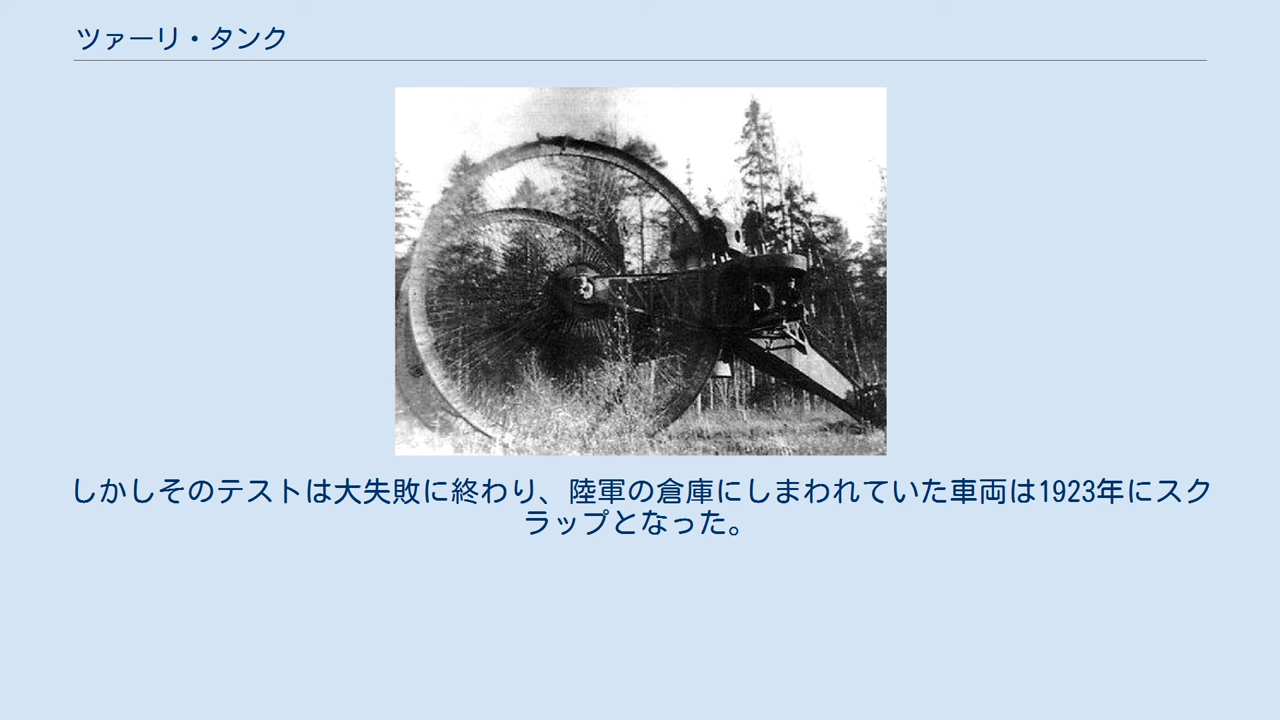 ツァーリ・タンク
しかしそのテストは大失敗に終わり、陸軍の倉庫にしまわれていた車両は1923年にスク
ラップとなった。